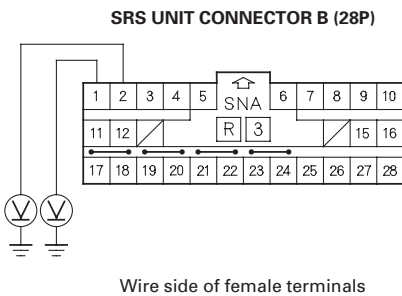 SRS UNIT CONNECTOR B (28P)
1 2 3 4 5 SNA 6 7 8 9 10
11 12 R 3 15 16
17 18 19 20 21 22 23 24 25 26 27 28
V V
Wire side of female terminals